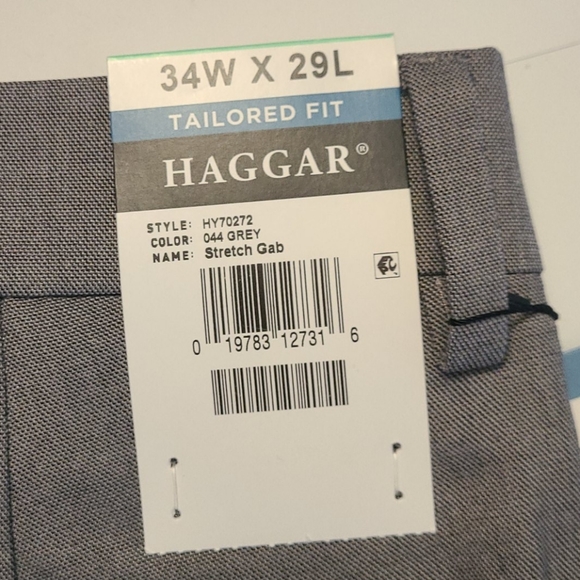 34W X 29L
TAILORED FIT
HAGGAR®
STYLE: HY70272
COLOR: 044 GREY
NAME: Stretch Gab
0 19783 12731 6